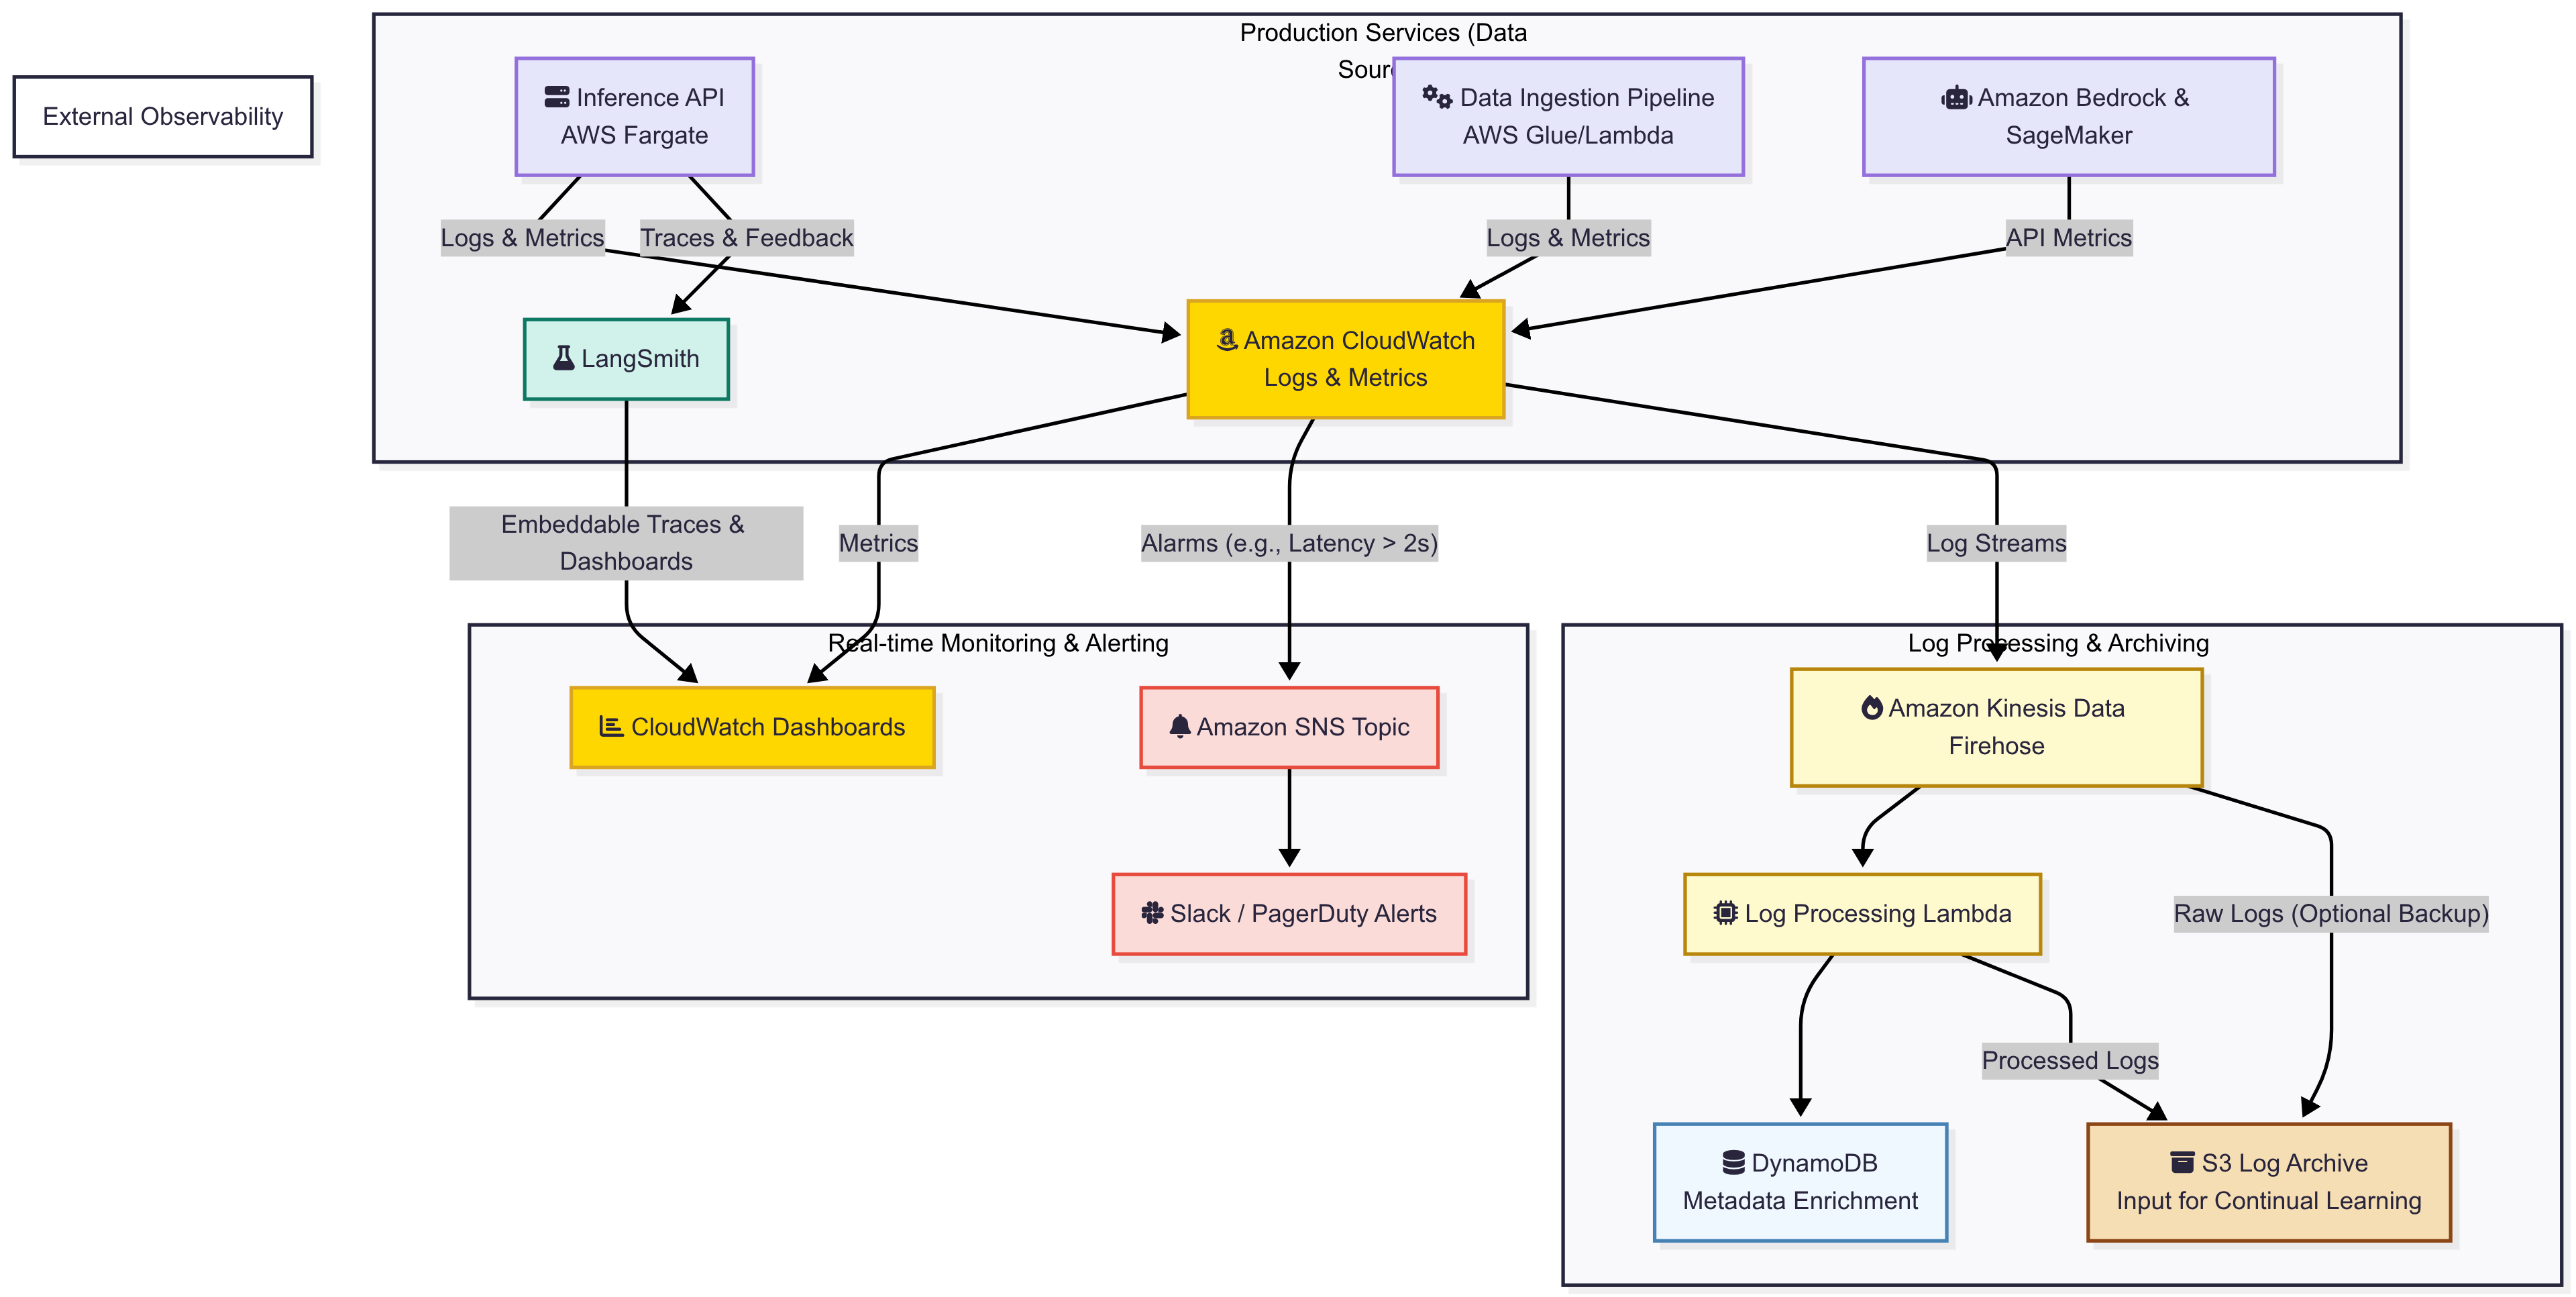 Production Services (Data
Sour
External Observability
Inference API
AWS Fargate
Data Ingestion Pipeline
AWS Glue/Lambda
Amazon Bedrock &
SageMaker
Logs & Metrics
Traces & Feedback
Logs & Metrics
API Metrics
LangSmith
Amazon CloudWatch
Logs & Metrics
Embeddable Traces &
Dashboards
Metrics
Alarms (e.g., Latency > 2s)
Log Streams
Real-time Monitoring & Alerting
CloudWatch Dashboards
Amazon SNS Topic
Slack / PagerDuty Alerts
Log Processing & Archiving
Amazon Kinesis Data
Firehose
Log Processing Lambda
Raw Logs (Optional Backup)
Processed Logs
DynamoDB
Metadata Enrichment
S3 Log Archive
Input for Continual Learning